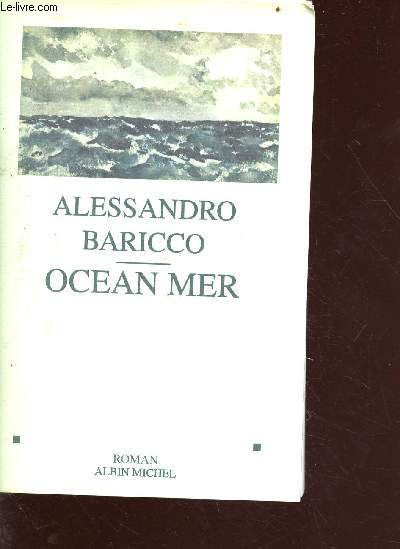 Le-livre.com
ALESSANDRO
BARICCO
OCEAN MER
ROMAN
ALBIN MICHEL